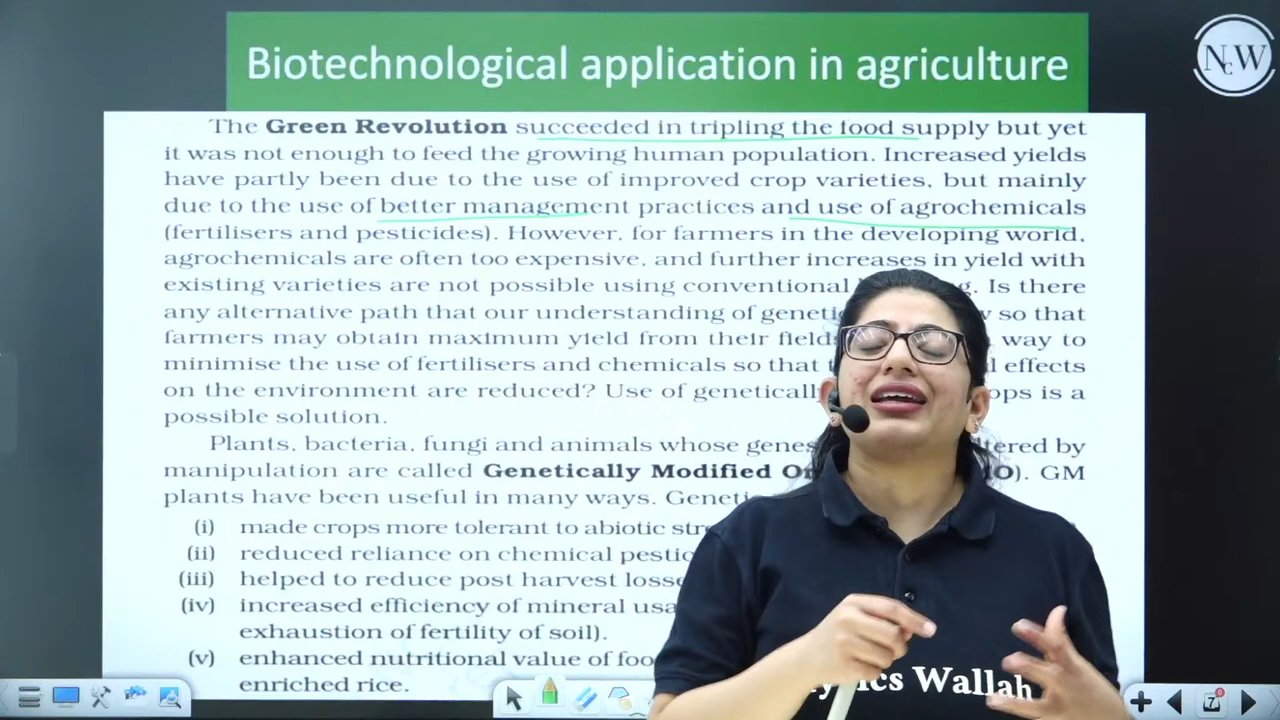 Biotechnological application in agriculture
NcW
The Green Revolution succeeded in tripling the food supply but yet
it was not enough to feed the growing human population. Increased yields
have partly been due to the use of improved crop varieties, but mainly
due to the use of better management practices and use of agrochemicals
(fertilisers and pesticides). However, for farmers in the developing world,
agrochemicals are often too expensive, and further increases in yield with
existing varieties are not possible using conventional Is there
any alternative path that our understanding of so that
farmers may obtain maximum yield from their way to
minimise the use of fertilisers and chemicals so that effects
on the environment are reduced? Use of is a
possible solution.
Plants, bacteria, fungi and animals whose genes by
manipulation are called Genetically Modified GM
plants have been useful in many ways.
(i) made crops more tolerant to abiotic
(ii) reduced reliance on chemical
(iii) helped to reduce post harvest
(iv) increased efficiency of mineral
exhaustion of fertility of soil).
(v) enhanced nutritional value of
enriched rice.
Wallah
7